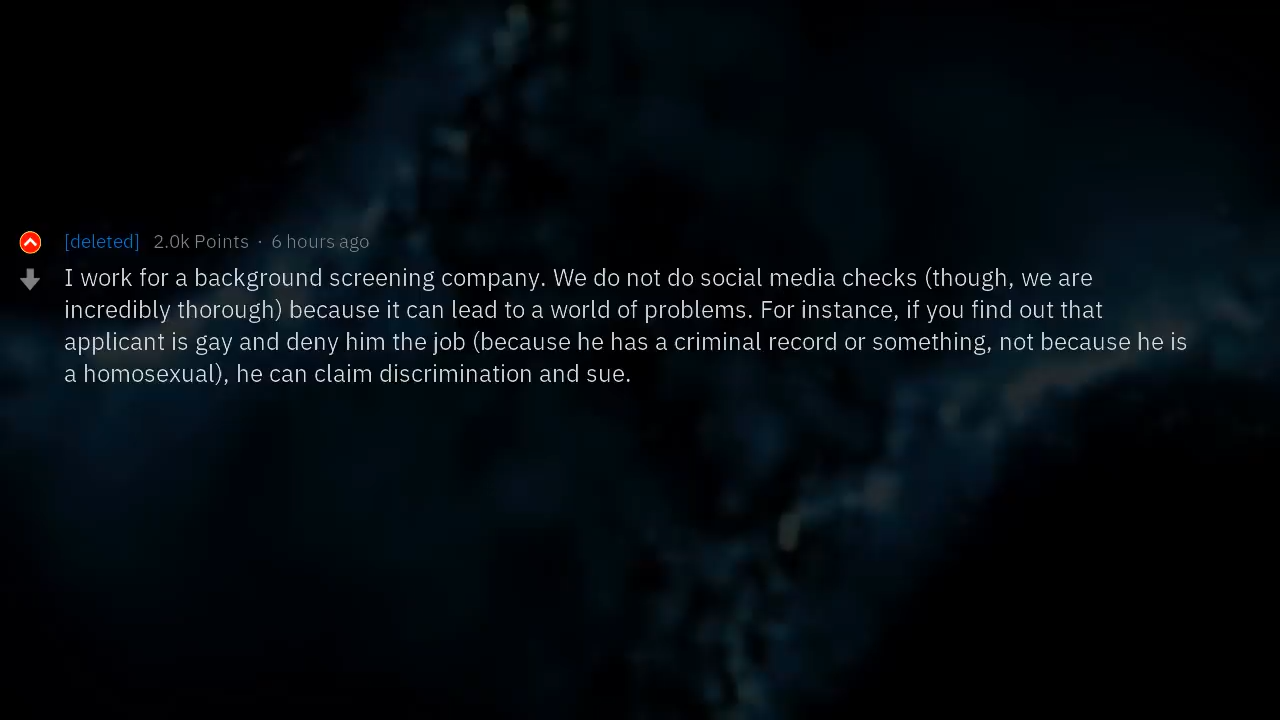 [deleted] 2.0k Points · 6 hours ago
I work for a background screening company. We do not do social media checks (though, we are
incredibly thorough) because it can lead to a world of problems. For instance, if you find out that
applicant is gay and deny him the job (because he has a criminal record or something, not because he is
a homosexual), he can claim discrimination and sue.